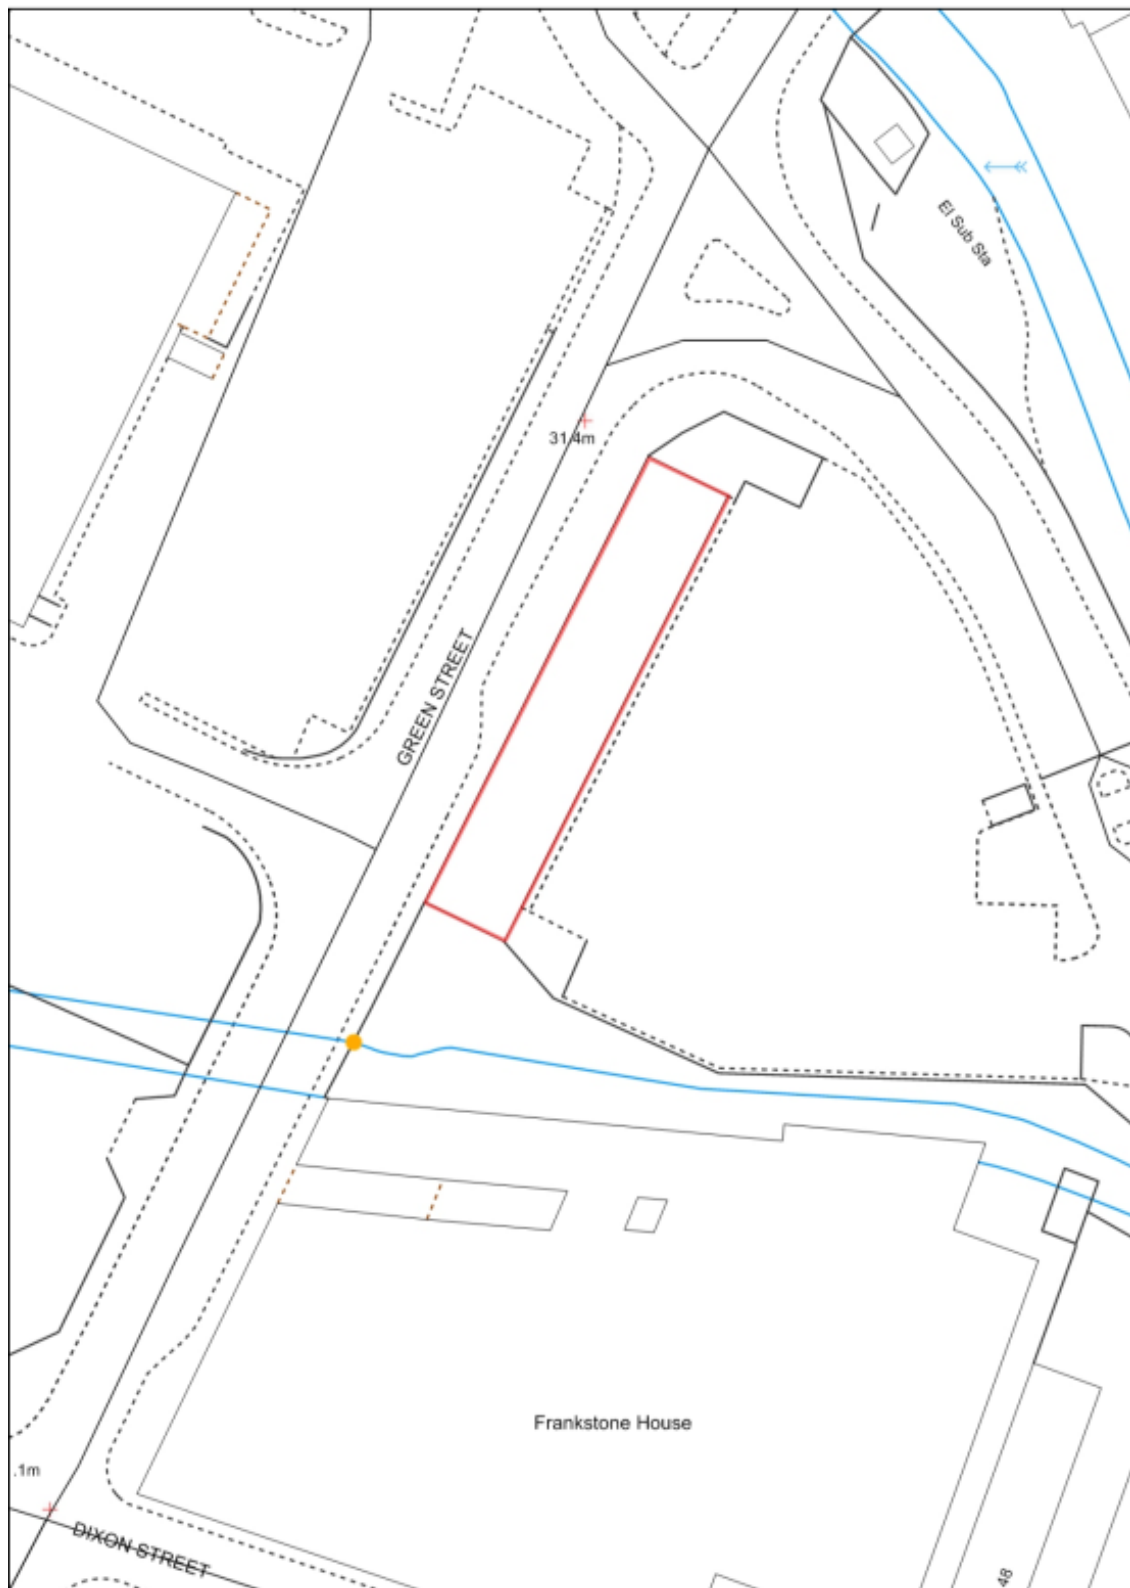 El Sub Sta
31.4m
GREEN STREET
Frankstone House
.1m
DIXON STREET
48